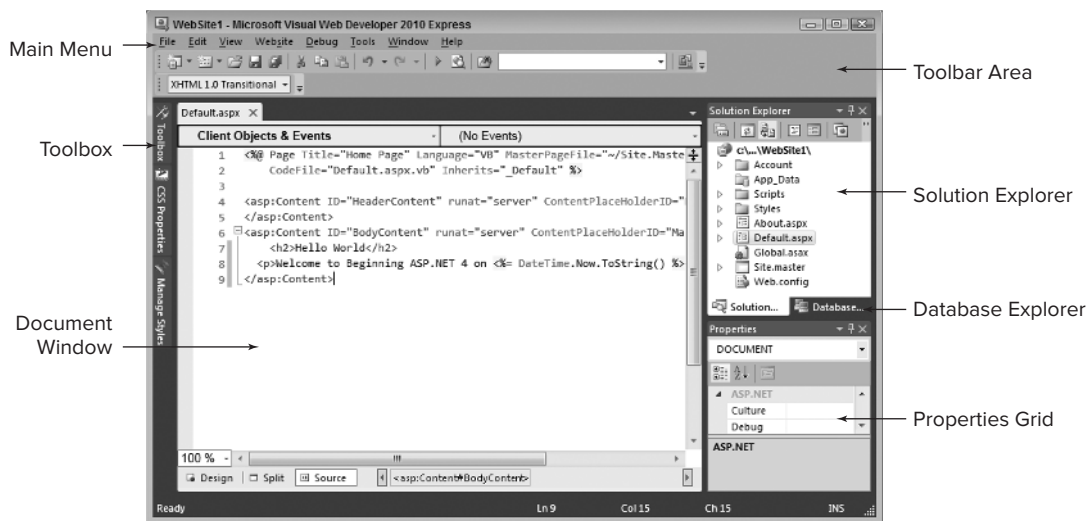 WebSite1 - Microsoft Visual Web Developer 2010 Express
Main Menu
File Edit View Website Debug Tools Window Help
Toolbar Area
XHTML 1.0 Transitional
Toolbox
CSS Properties
Manage Styles
Toolbox
Default.aspx
Client Objects & Events
(No Events)
1 <%@ Page Title="Home Page" Language="VB" MasterPageFile="~/Site.Maste
2 CodeFile="Default.aspx.vb" Inherits="_Default" %>
3
4 <asp:Content ID="HeaderContent" runat="server" ContentPlaceHolderID="
5 </asp:Content>
6 <asp:Content ID="BodyContent" runat="server" ContentPlaceHolderID="Ma
7 <h2>Hello World</h2>
8 <p>Welcome to Beginning ASP.NET 4 on <%= DateTime.Now.ToString() %>
9 </asp:Content>
Document
Window
100 %
Design Split Source <asp:Content#BodyContent>
Solution Explorer
c:\...\WebSite1\
Account
App_Data
Scripts
Styles
About.aspx
Default.aspx
Global.asax
Site.master
Web.config
Solution Explorer
Solution... Database...
Database Explorer
Properties
DOCUMENT
ASP.NET
Culture
Debug
Properties Grid
ASP.NET
Ready Ln 9 Col 15 Ch 15 INS